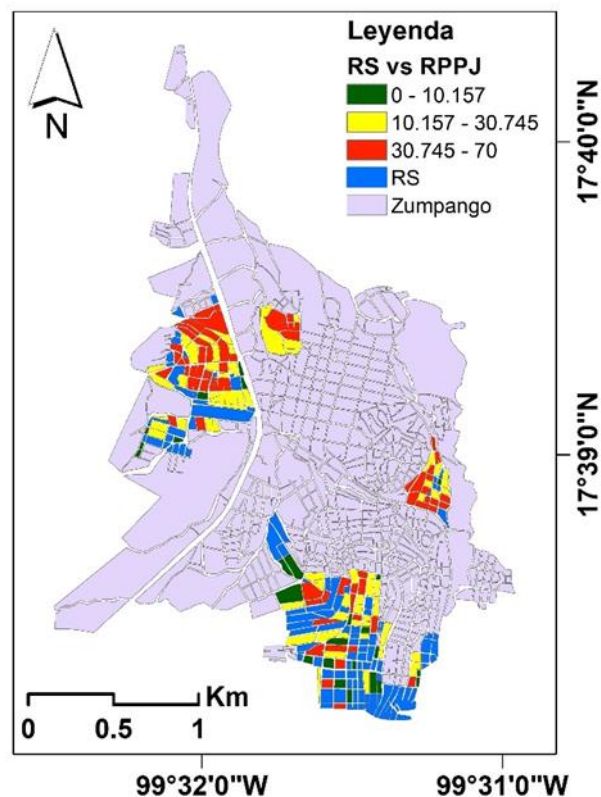 Leyenda
RS vs RPPJ
0 - 10.157
10.157 - 30.745
30.745 - 70
RS
Zumpango
N
17°40'0"N
17°39'0"N
Km
0 0.5 1
99°32'0"W 99°31'0"W